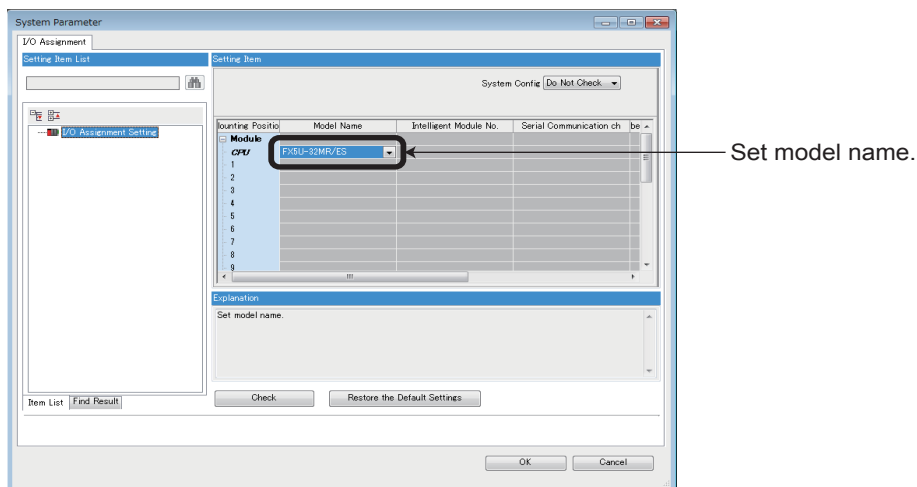 System Parameter
I/O Assignment
Setting Item List
Setting Item
System Config Do Not Check
lounting Positio Model Name Intelligent Module No. Serial Communication ch be
Module
CPU FX5U-32MR/ES
1
2
3
4
5
6
7
8
9
I/O Assignment Setting
Set model name.
Explanation
Set model name.
Item List Find Result
Check Restore the Default Settings
OK Cancel